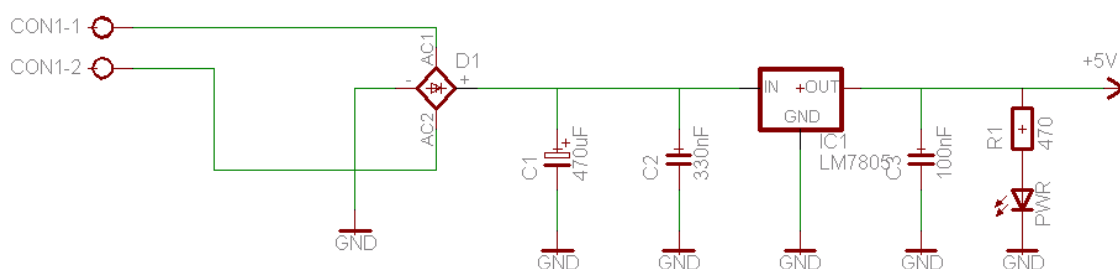 CON1-1
CON1-2
AC1
AC2
D1
-
+
C1
470uF
+
C2
330nF
IN
+OUT
GND
IC1
LM7805
C3
100nF
R1
470
+
PWR
+5V
GND
GND
GND
GND
GND
GND